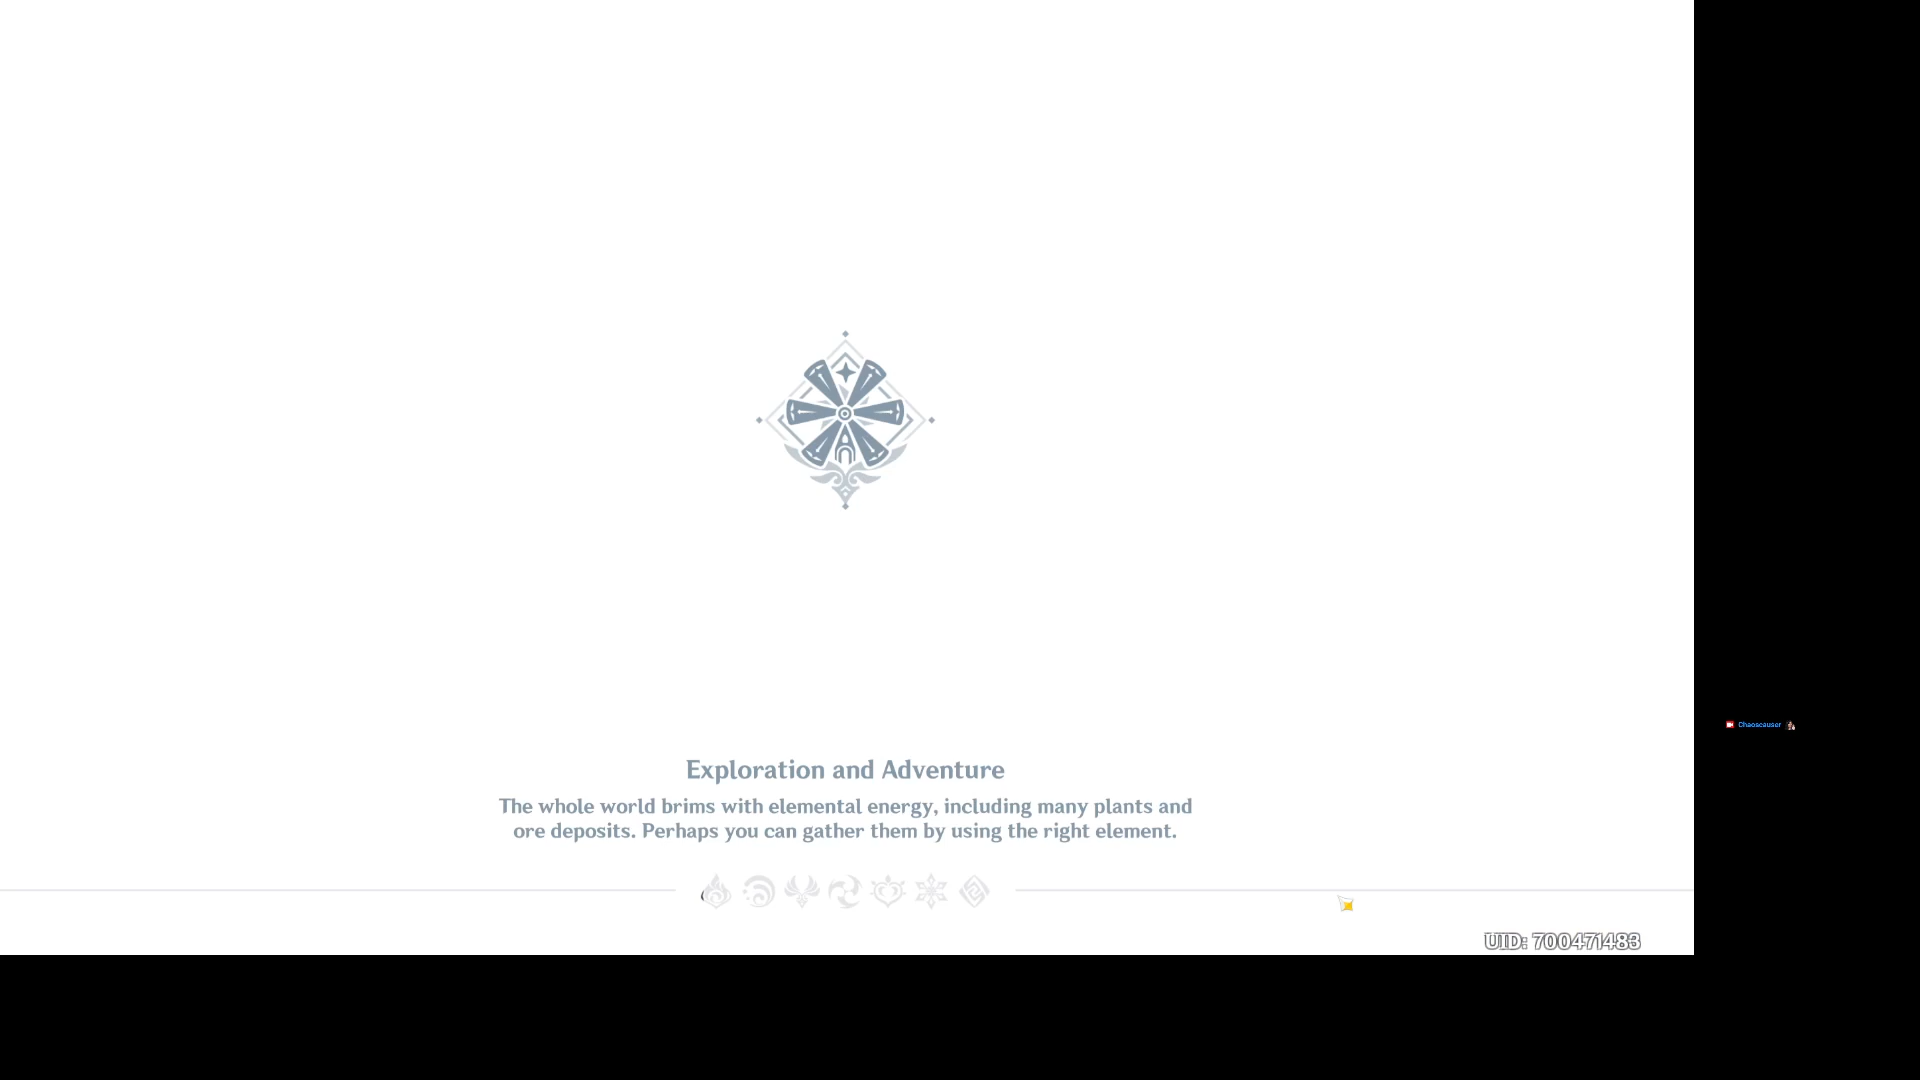 Exploration and Adventure
The whole world brims with elemental energy, including many plants and
ore deposits. Perhaps you can gather them by using the right element.
Chaoscauser
UID: 700471483